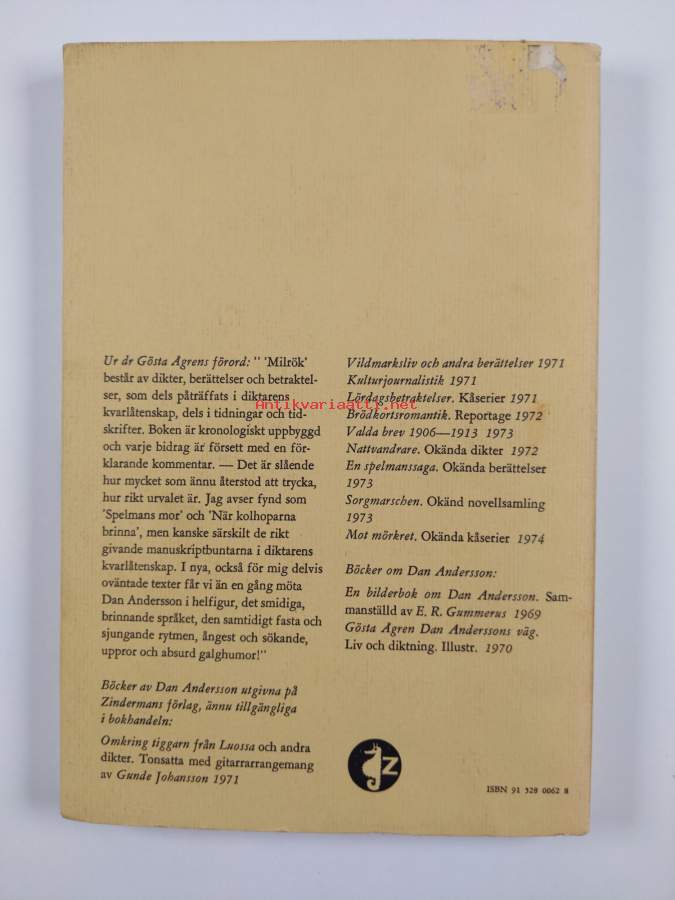 Ur dr Gösta Ågrens förord: " 'Milrök'
består av dikter, berättelser och betraktel-
ser, som dels påträffats i diktarens
kvarlåtenskap, dels i tidningar och tid-
skrifter. Boken är kronologiskt uppbyggd
och varje bidrag är försett med en för-
klarande kommentar. — Det är slående
hur mycket som ännu återstod att trycka,
hur rikt urvalet är. Jag avser fynd som
'Spelmans mor' och 'När kolhoparna
brinna', men kanske särskilt de rikt
givande manuskriptbuntarna i diktarens
kvarlåtenskap. I nya, också för mig delvis
oväntade texter får vi än en gång möta
Dan Andersson i helfigur, det smidiga,
brinnande språket, den samtidigt fasta och
sjungande rytmen, ångest och sökande,
uppror och absurd galghumor!"
Böcker av Dan Andersson utgivna på
Zindermans förlag, ännu tillgängliga
i bokhandeln:
Omkring tiggarn från Luossa och andra
dikter. Tonsatta med gitarrarrangemang
av Gunde Johansson 1971
Vildmarksliv och andra berättelser 1971
Kulturjournalistik 1971
Lördagsbetraktelser. Kåserier 1971
Brödkortsromantik. Reportage 1972
Valda brev 1906—1913 1973
Nattvandrare. Okända dikter 1972
En spelmanssaga. Okända berättelser
1973
Sorgmarschen. Okänd novellsamling
1973
Mot mörkret. Okända kåserier 1974
Böcker om Dan Andersson:
En bilderbok om Dan Andersson. Sam-
manställd av E. R. Gummerus 1969
Gösta Ågren Dan Anderssons väg.
Liv och diktning. Illustr. 1970
Z
ISBN 91 528 0062 8
Antikvariaatti.net